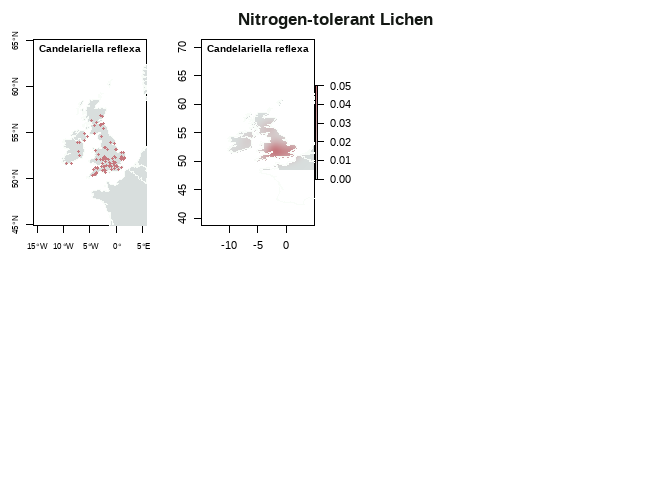 Nitrogen-tolerant Lichen
Candelariella reflexa
65°N
60°N
55°N
50°N
45°N
15°W 10°W 5°W 0° 5°E
Candelariella reflexa
70
65
60
55
50
45
40
-10 -5 0
0.05
0.04
0.03
0.02
0.01
0.00